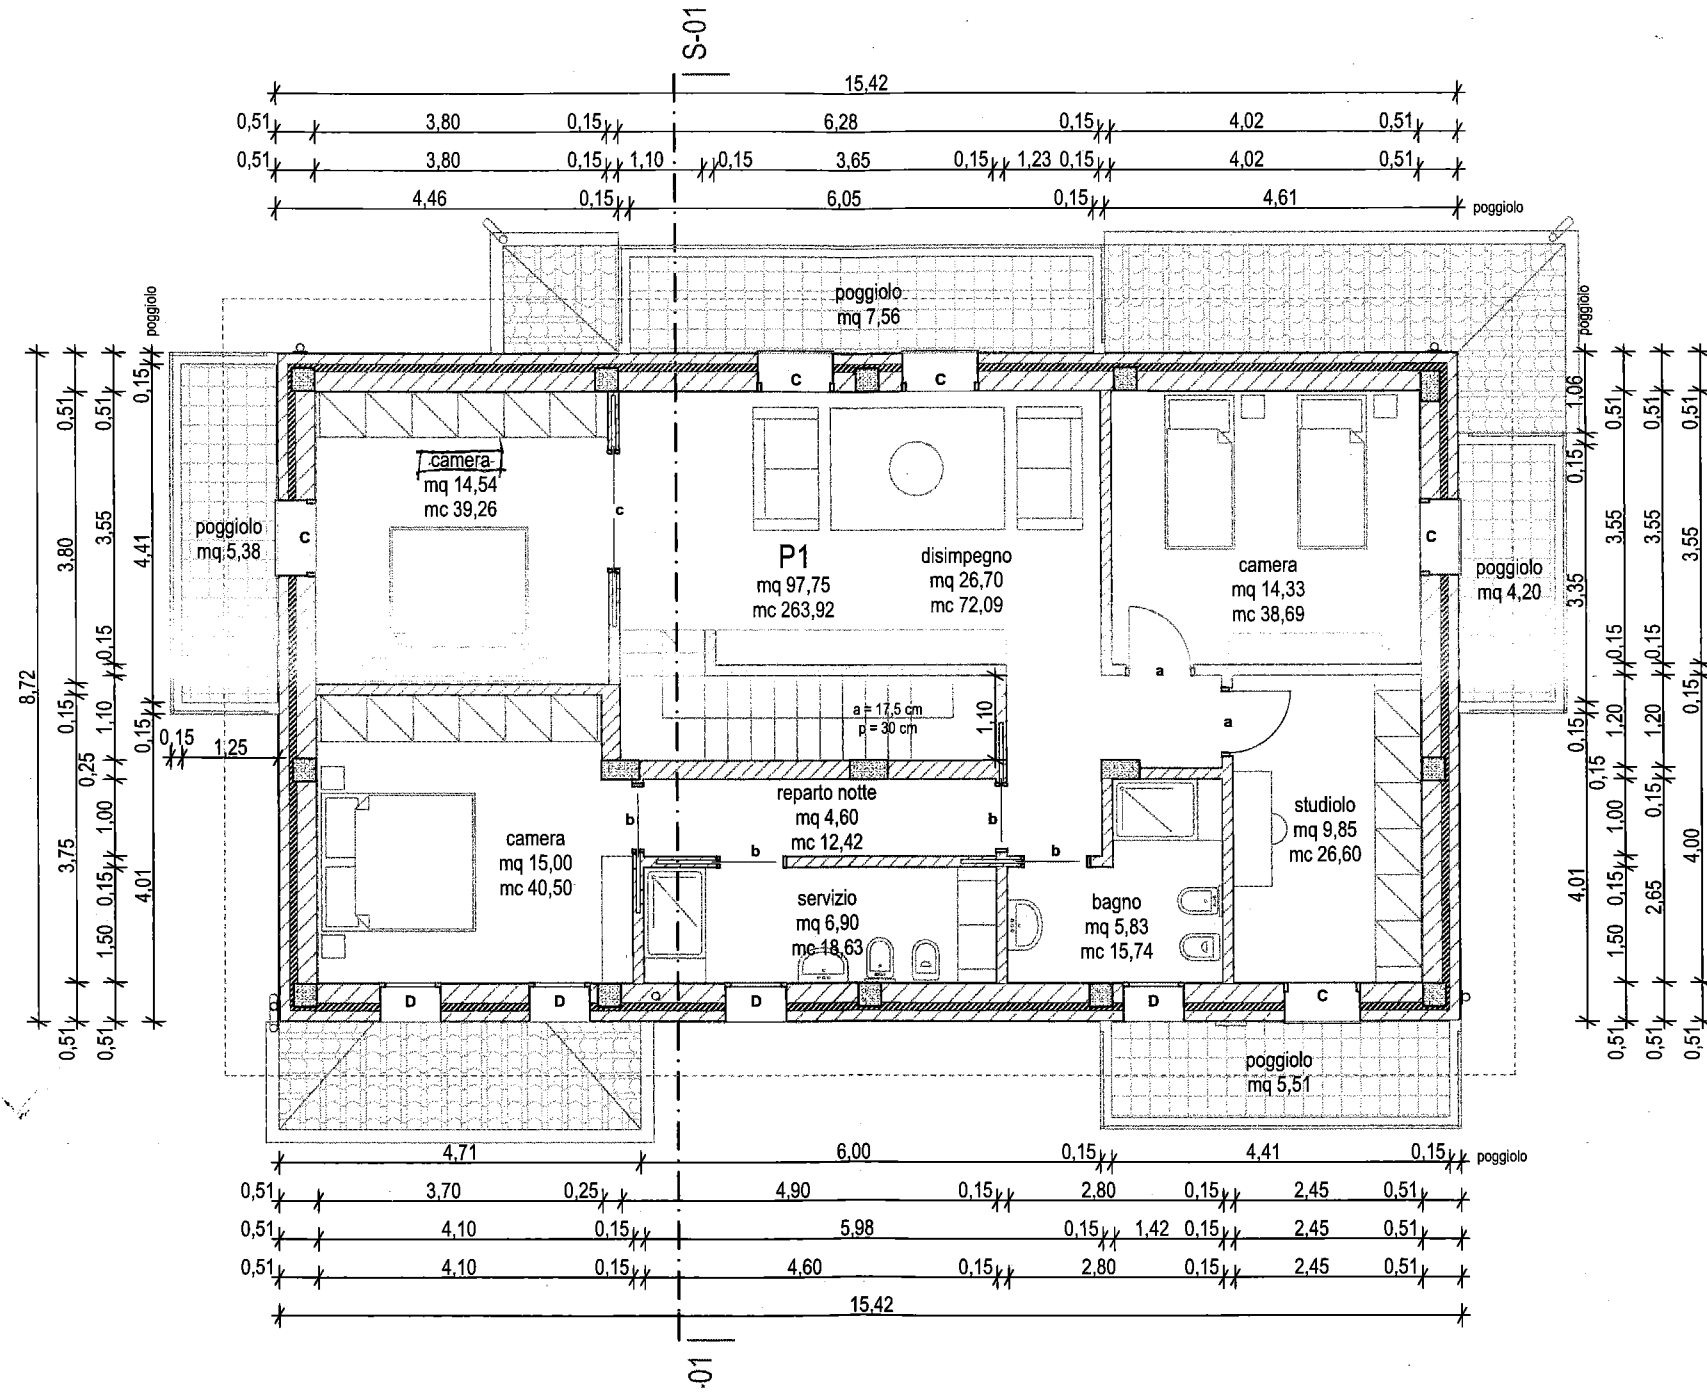 S-01
15,42
0,51 3,80 0,15 6,28 0,15 4,02 0,51
0,51 3,80 0,15 1,10 0,15 3,65 0,15 1,23 0,15 4,02 0,51
4,46 0,15 6,05 0,15 4,61 poggiolo
poggiolo
mq 7,56
poggiolo
poggiolo
C
C
camera
mq 14,54
mc 39,26
c
poggiolo
mq 5,38
C
P1
mq 97,75
mc 263,92
disimpegno
mq 26,70
mc 72,09
camera
mq 14,33
mc 38,69
C
poggiolo
mq 4,20
a
a
a = 17,5 cm
p = 30 cm
1,10
reparto notte
mq 4,60
mc 12,42
b
b
b
b
camera
mq 15,00
mc 40,50
servizio
mq 6,90
mc 18,63
bagno
mq 5,83
mc 15,74
studiolo
mq 9,85
mc 26,60
D
D
D
D
C
poggiolo
mq 5,51
8,72
0,51 3,80 0,15 0,25 3,75 0,51
0,51 3,55 0,15 1,10 1,00 0,15 1,50 0,51
0,15 4,41 0,15 4,01
0,15 1,25
1,06 0,15 3,35 0,15 0,15 4,01
0,51 3,55 0,15 1,20 1,00 0,15 1,50 0,51
0,51 3,55 0,15 1,20 0,15 2,65 0,51
0,51 3,55 0,15 4,00 0,51
4,71 6,00 0,15 4,41 0,15 poggiolo
0,51 3,70 0,25 4,90 0,15 2,80 0,15 2,45 0,51
0,51 4,10 0,15 5,98 0,15 1,42 0,15 2,45 0,51
0,51 4,10 0,15 4,60 0,15 2,80 0,15 2,45 0,51
15,42
-01